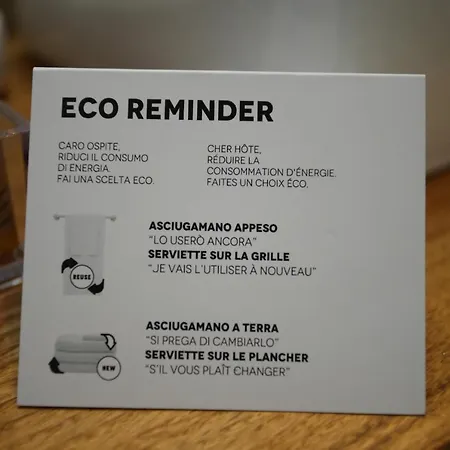 ECO REMINDER
CARO OSPITE,
RIDUCI IL CONSUMO
DI ENERGIA.
FAI UNA SCELTA ECO.
CHER HÔTE,
RÉDUIRE LA
CONSOMMATION D'ÉNERGIE.
FAITES UN CHOIX ÉCO.
ASCIUGAMANO APPESO
"LO USERÒ ANCORA"
SERVIETTE SUR LA GRILLE
"JE VAIS L'UTILISER À NOUVEAU"
REUSE
ASCIUGAMANO A TERRA
"SI PREGA DI CAMBIARLO"
SERVIETTE SUR LE PLANCHER
"S'IL VOUS PLAÎT CHANGER"
NEW